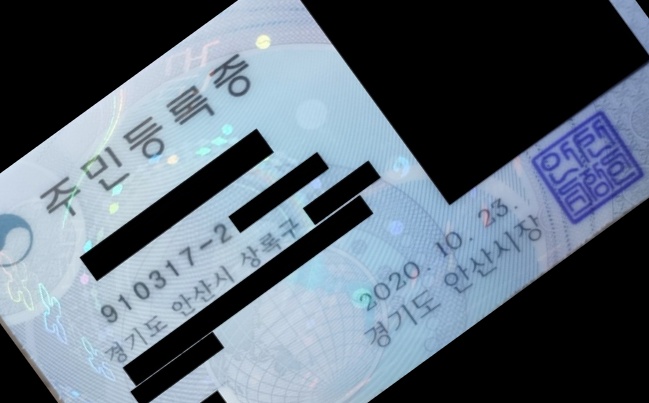 주민등록증
910317-2
경기도 안산시 상록구
2020. 10. 23.
경기도 안산시장